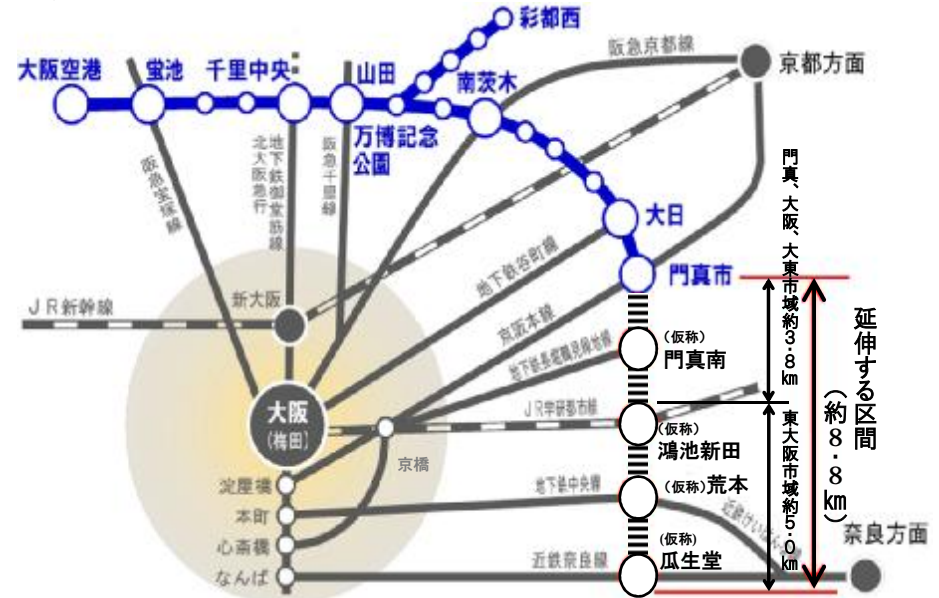 彩都西
大阪空港
蛍池
千里中央
山田
南茨木
万博記念
公園
阪急京都線
京都方面
阪急宝塚線
地下鉄御堂筋線
北大阪急行
阪急千里線
大日
門真市
門真、大阪、大東市域約3.8㎞
延伸する区間
(約8.8㎞)
東大阪市域約5.0㎞
JR新幹線
新大阪
地下鉄谷町線
京阪本線
地下鉄長堀鶴見緑地線
JR学研都市線
(仮称)
門真南
(仮称)
鴻池新田
大阪
(梅田)
京橋
淀屋橋
本町
心斎橋
なんば
地下鉄中央線
(仮称)荒本
近鉄けいはんな線
(仮称)
瓜生堂
近鉄奈良線
奈良方面